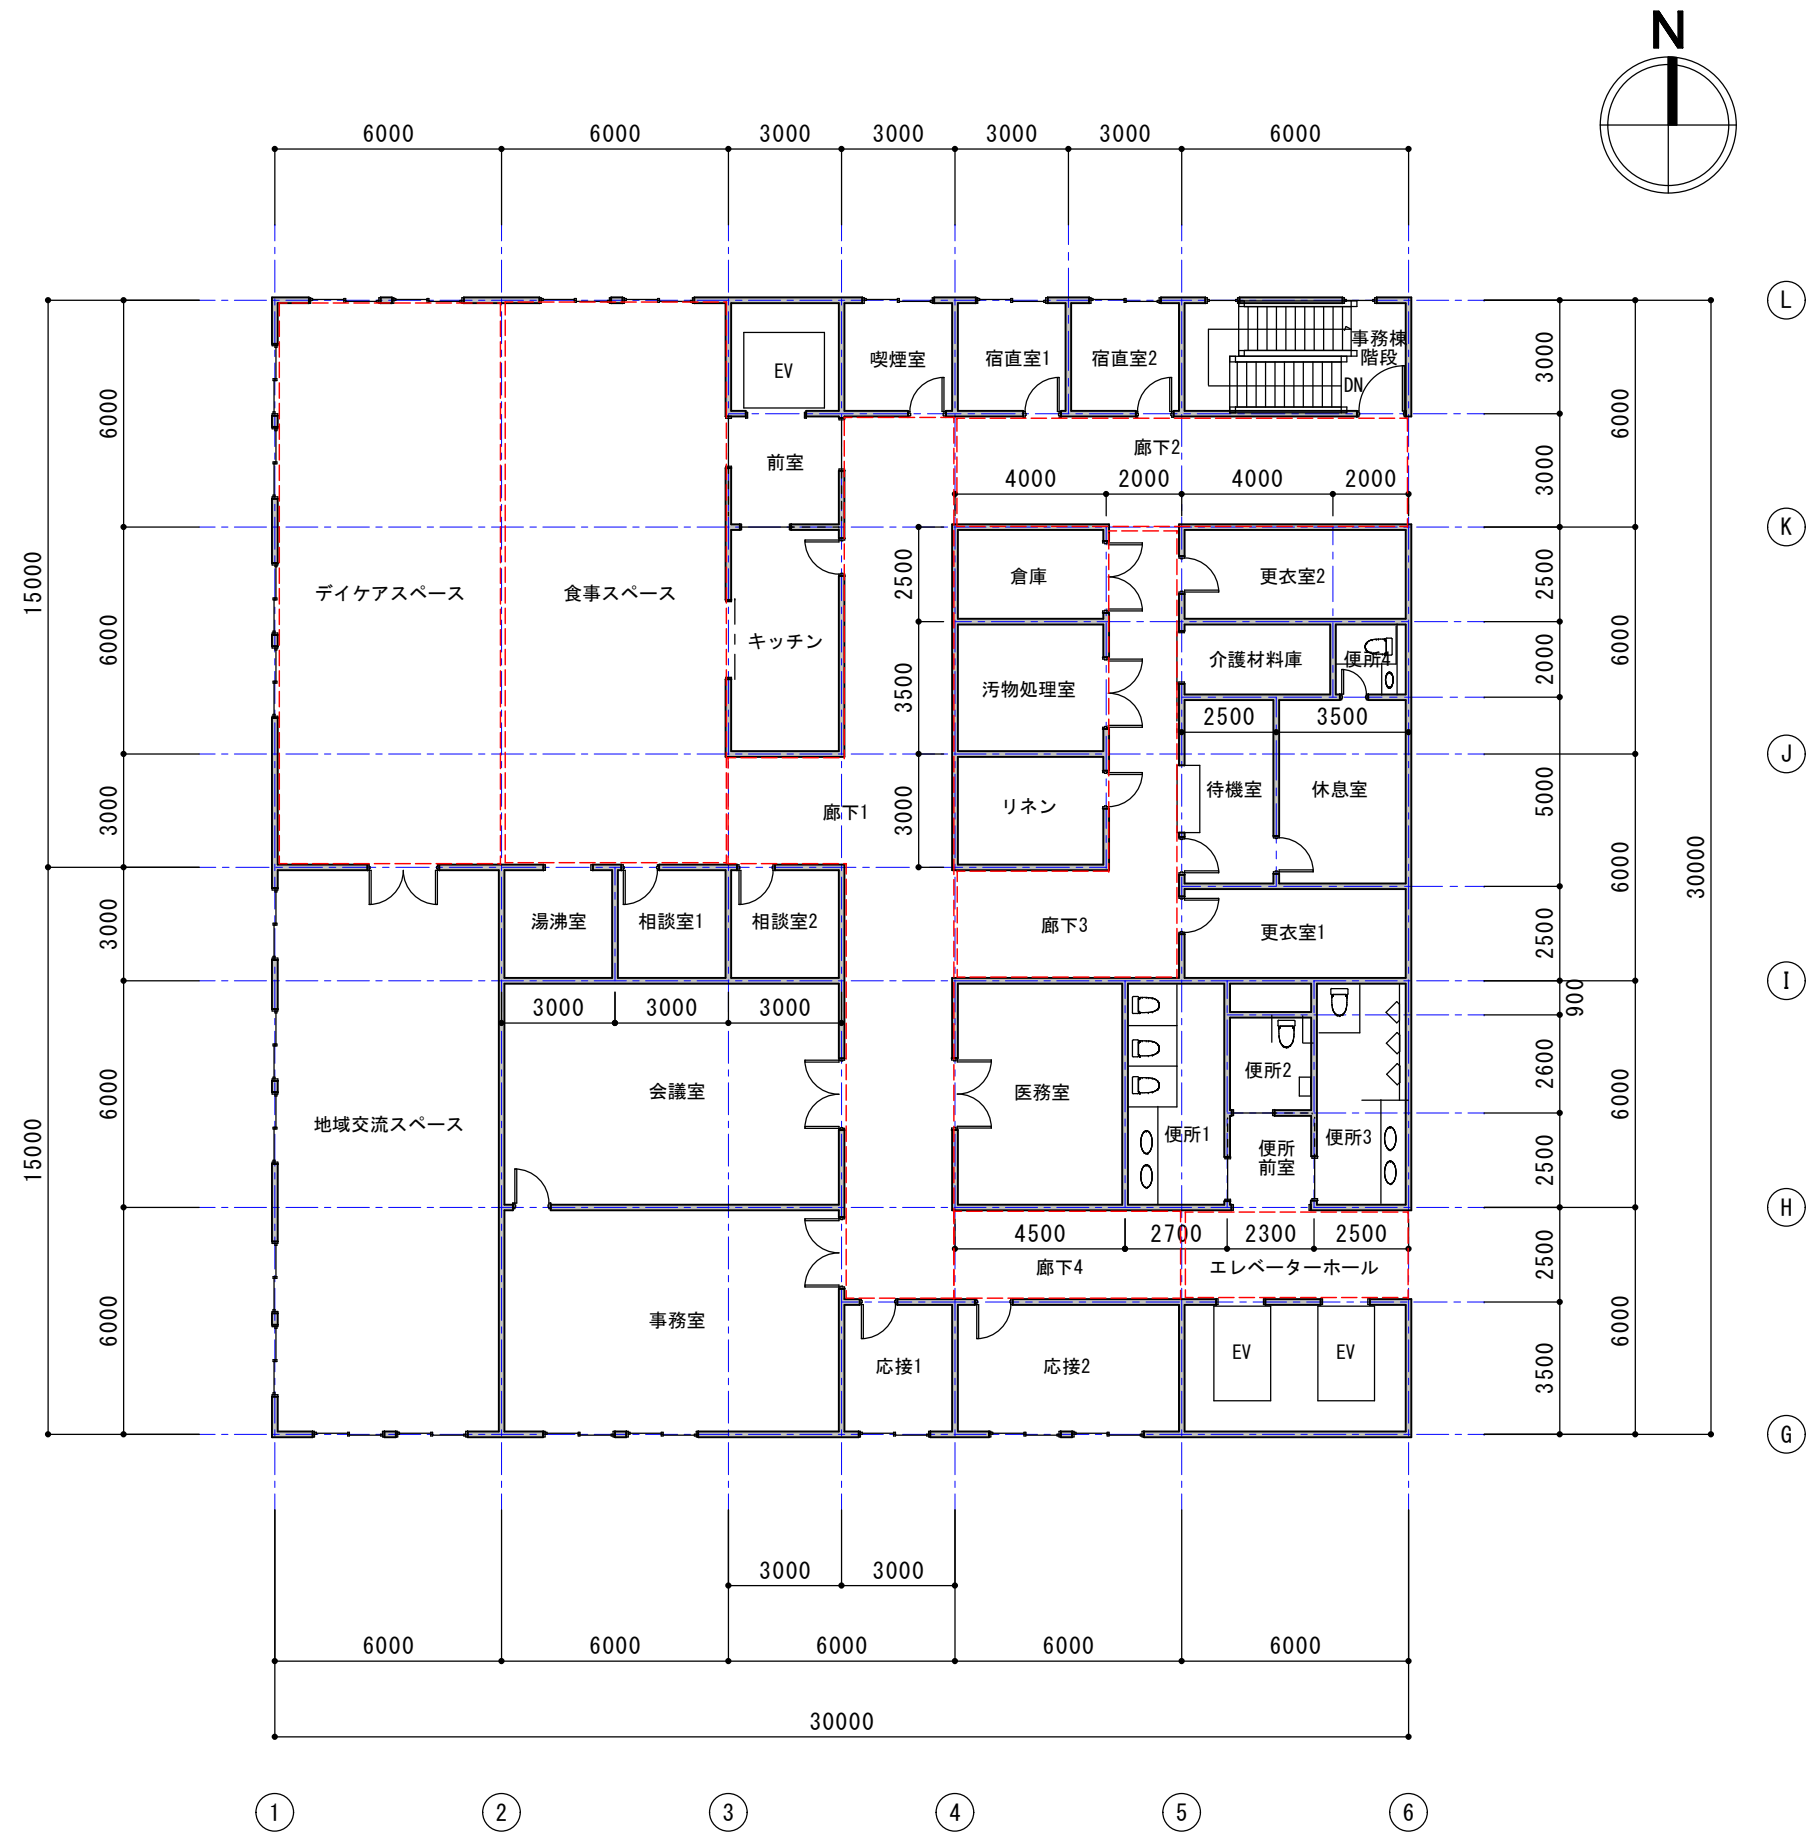 N
6000 6000 3000 3000 3000 3000 6000
L
EV 喫煙室 宿直室1 宿直室2 事務棟
階段
DN
3000
6000
6000
前室 廊下2
3000
6000
4000 2000 4000 2000
K
15000
デイケアスペース 食事スペース
キッチン
2500
倉庫 更衣室2
2500
6000
3500
汚物処理室 介護材料庫 便所4
2000
6000
2500 3500
J
3000
廊下1
3000
リネン 待機室 休息室
5000
6000
30000
3000
湯沸室 相談室1 相談室2 廊下3 更衣室1
2500
I
3000 3000 3000
900
15000
6000
地域交流スペース 会議室 医務室 便所1 便所2 便所3
便所
前室
2600
2500
6000
H
4500 2700 2300 2500
廊下4 エレベーターホール
2500
6000
事務室 応接1 応接2 EV EV
3500
6000
G
3000 3000
6000 6000 6000 6000 6000
30000
1 2 3 4 5 6